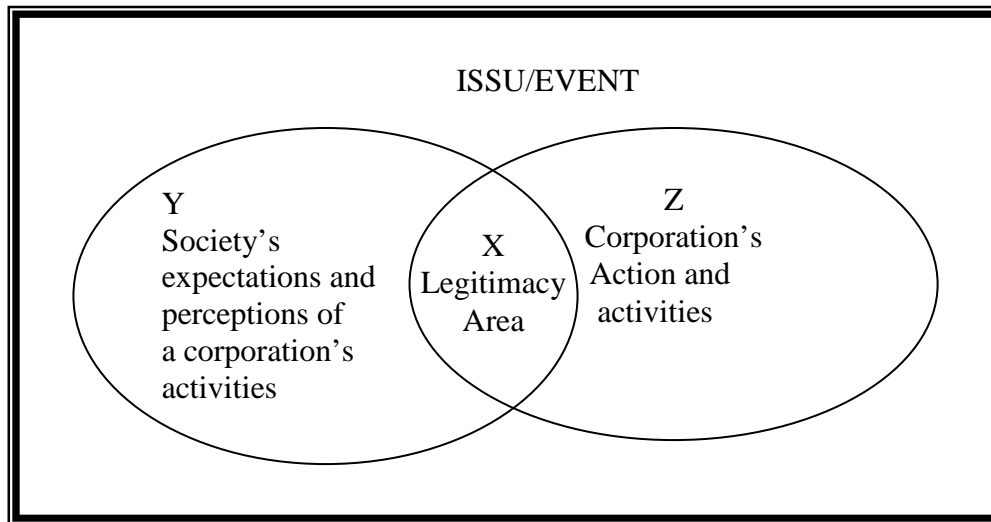 ISSU/EVENT
Y
Society’s
expectations and
perceptions of
a corporation’s
activities
X
Legitimacy
Area
Z
Corporation’s
Action and
activities